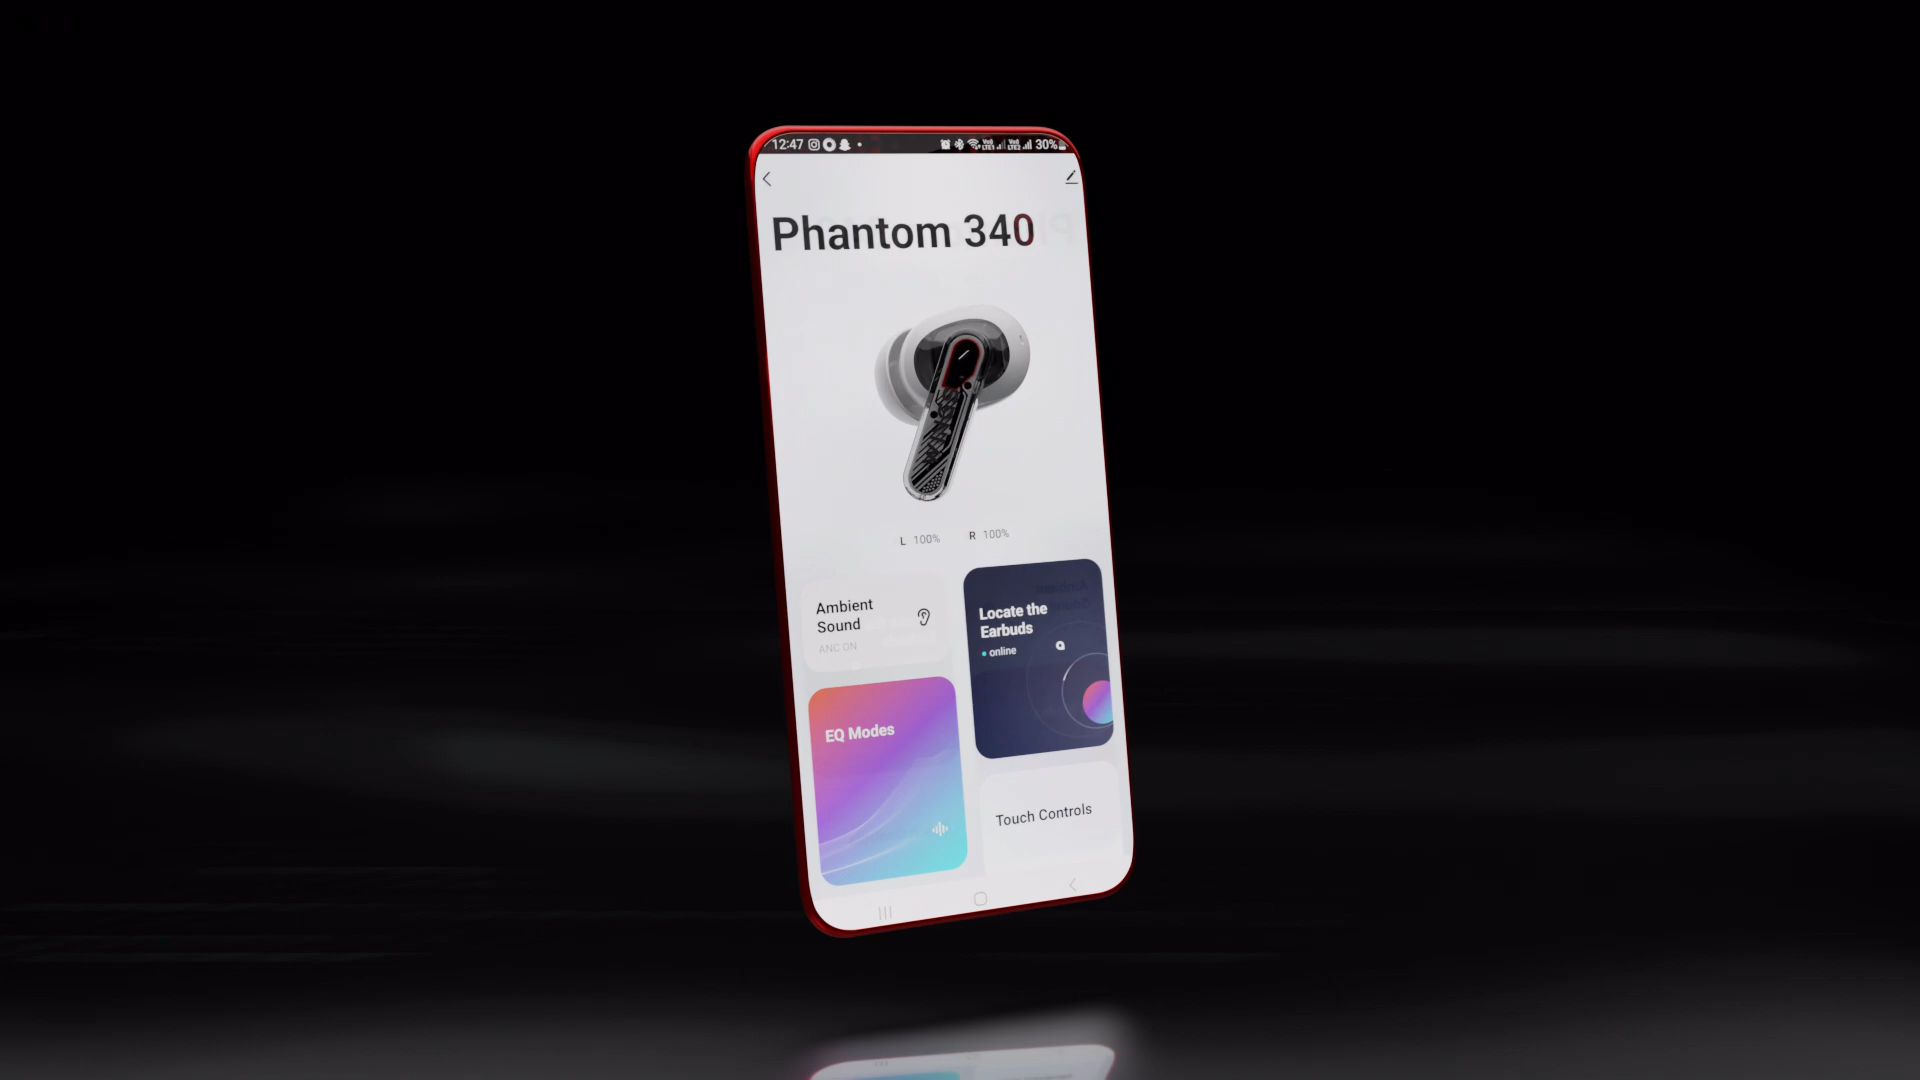 12:47
30%
Phantom 340
L 100% R 100%
Ambient
Sound
ANC ON
Locate the
Earbuds
online
EQ Modes
Touch Controls